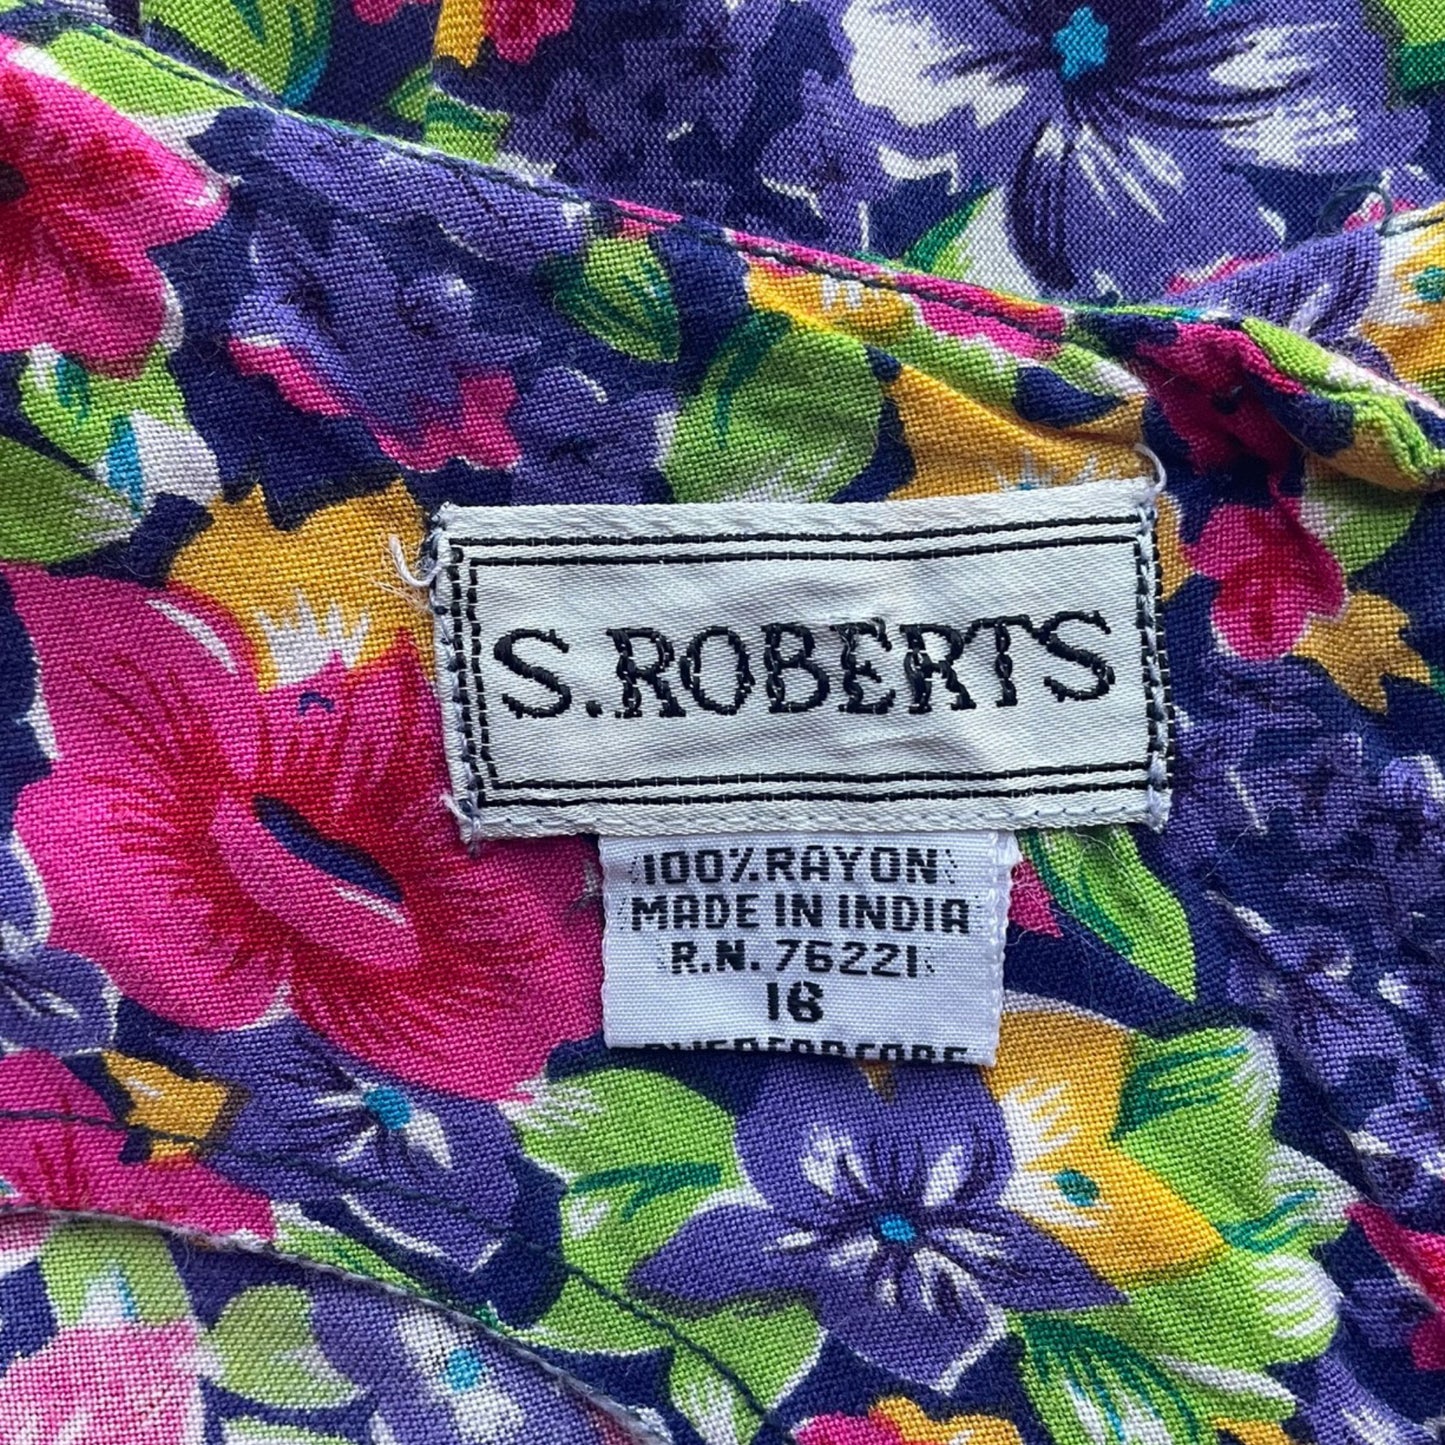 S.ROBERTS
100% RAYON
MADE IN INDIA
R.N. 76221
16